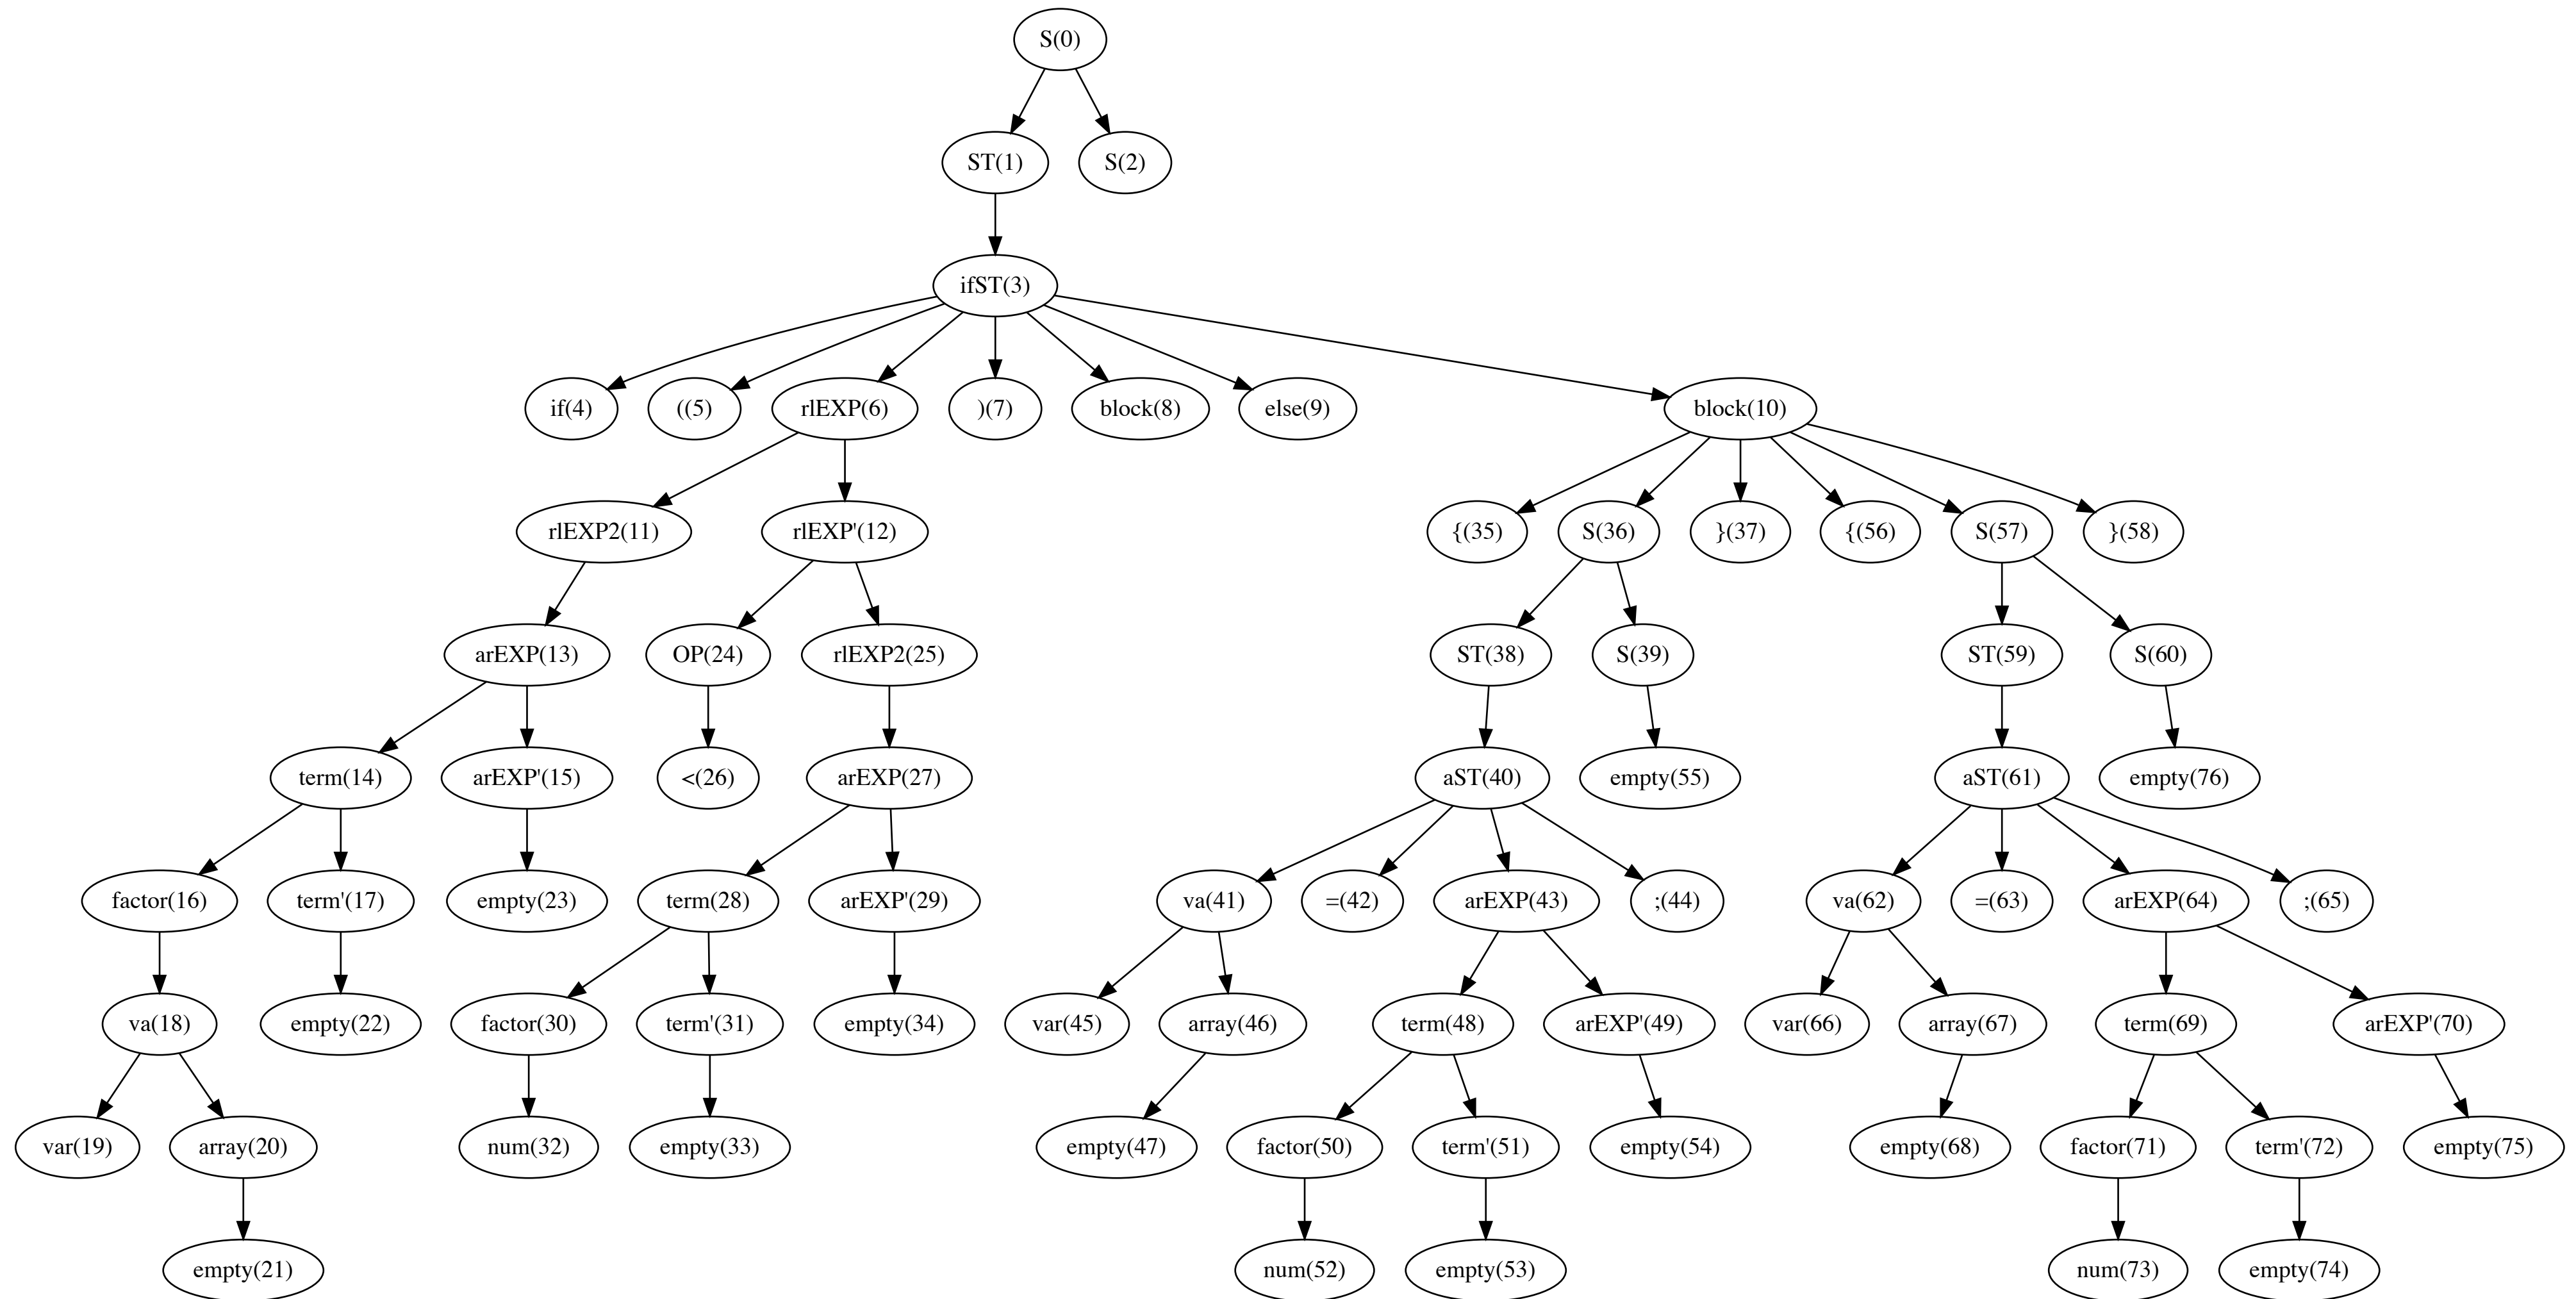 S(0)
ST(1) S(2)
ifST(3)
if(4) ((5) rlEXP(6) )(7) block(8) else(9) block(10)
rlEXP2(11) rlEXP'(12) {(35) S(36) }(37) {(56) S(57) }(58)
arEXP(13) OP(24) rlEXP2(25) ST(38) S(39) ST(59) S(60)
term(14) arEXP'(15) <(26) arEXP(27) aST(40) empty(55) aST(61) empty(76)
factor(16) term'(17) empty(23) term(28) arEXP'(29) va(41) =(42) arEXP(43) ;(44) va(62) =(63) arEXP(64) ;(65)
va(18) empty(22) factor(30) term'(31) empty(34) var(45) array(46) term(48) arEXP'(49) var(66) array(67) term(69) arEXP'(70)
var(19) array(20) num(32) empty(33) empty(47) factor(50) term'(51) empty(54) empty(68) factor(71) term'(72) empty(75)
empty(21) num(52) empty(53) num(73) empty(74)